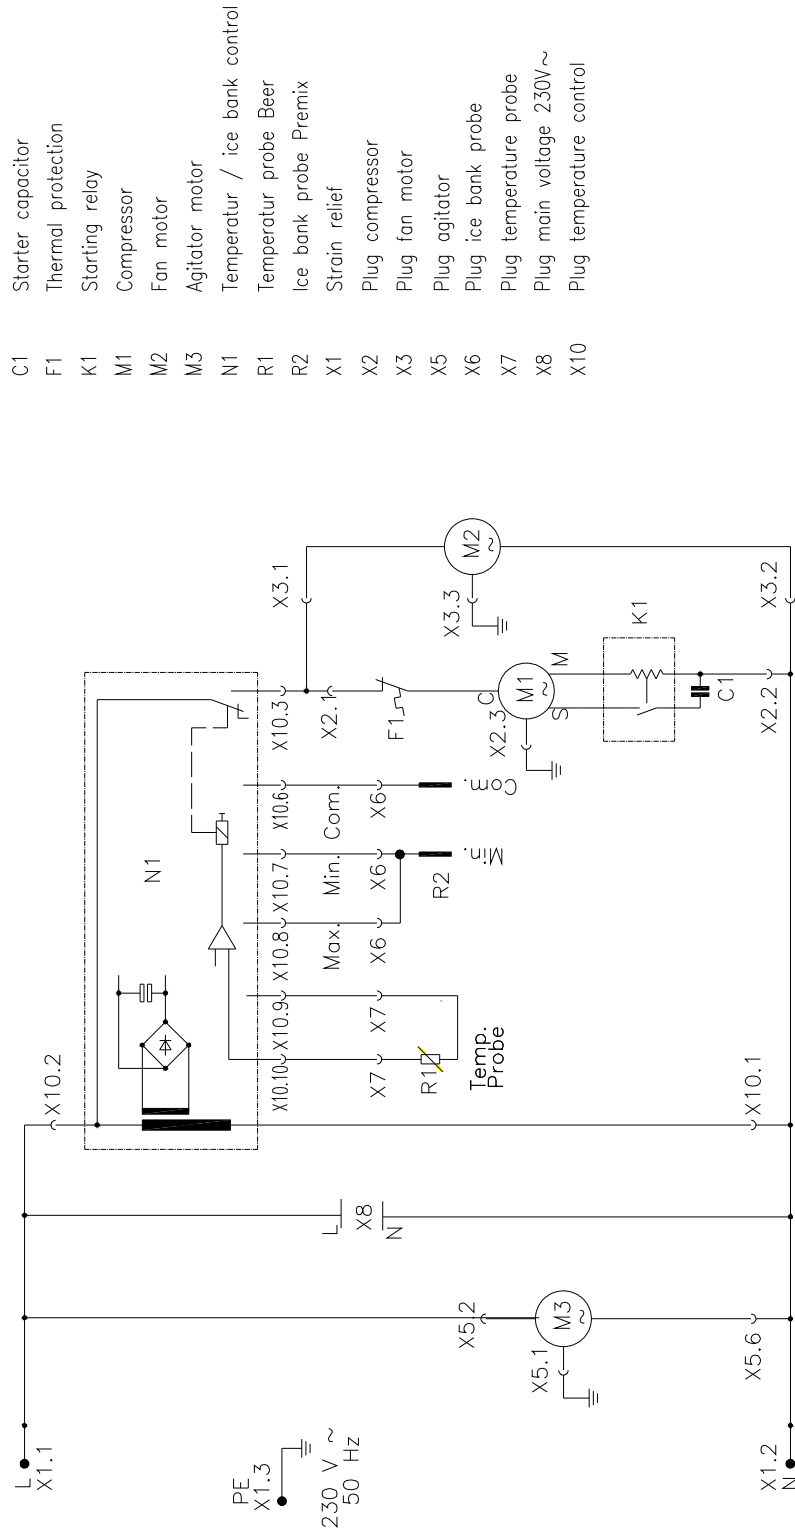 C1 Starter capacitor
F1 Thermal protection
K1 Starting relay
M1 Compressor
M2 Fan motor
M3 Agitator motor
N1 Temperatur / ice bank control
R1 Temperatur probe Beer
R2 Ice bank probe Premix
X1 Strain relief
X2 Plug compressor
X3 Plug fan motor
X5 Plug agitator
X6 Plug ice bank probe
X7 Plug temperature probe
X8 Plug main voltage 230V~
X10 Plug temperature control
L
X1.1
PE
X1.3
230 V ~
50 Hz
X1.2
N
X5.2
X5.1
M3
~
X5.6
L
X8
N
X10.2
X10.1
N1
X10.10
X10.9
X10.8
X10.7
X10.6
X10.3
Max.
Min.
Com.
X7
X7
X6
X6
X6
R1
Temp.
Probe
R2
Min.
Com.
X2.1
F1
X2.3
C
M1
~
S
M
K1
C1
X2.2
X3.1
X3.3
M2
~
X3.2